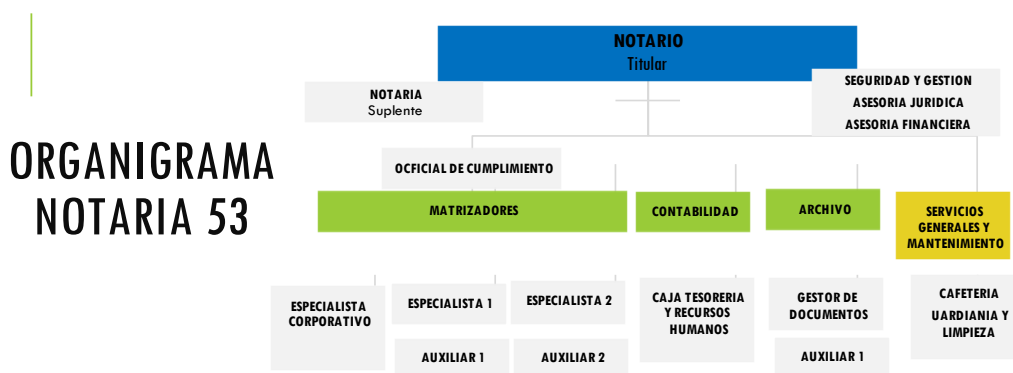 ORGANIGRAMA
NOTARIA 53
NOTARIO
Titular
NOTARIA
Suplente
SEGURIDAD Y GESTION
ASESORIA JURIDICA
ASESORIA FINANCIERA
OCFICIAL DE CUMPLIMIENTO
MATRIZADORES
CONTABILIDAD
ARCHIVO
SERVICIOS
GENERALES Y
MANTENIMIENTO
ESPECIALISTA
CORPORATIVO
ESPECIALISTA 1
ESPECIALISTA 2
AUXILIAR 1
AUXILIAR 2
CAJA TESORERIA
Y RECURSOS
HUMANOS
GESTOR DE
DOCUMENTOS
AUXILIAR 1
CAFETERIA
UARDIANIA Y
LIMPIEZA